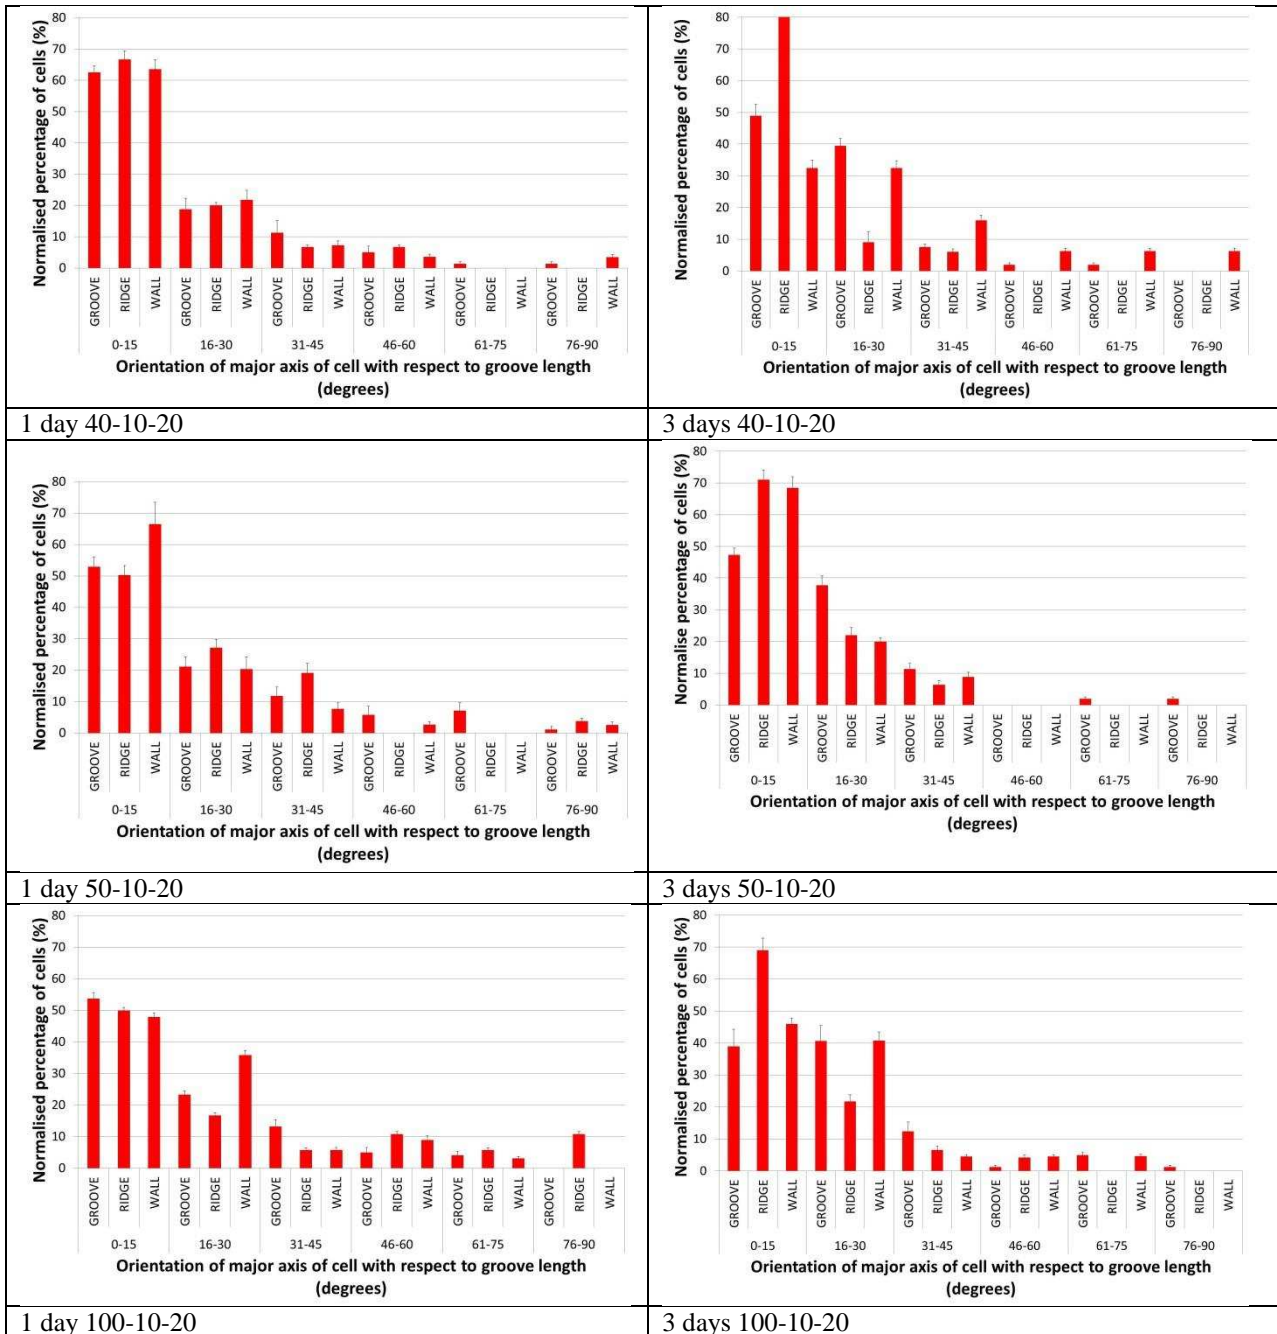 Normalised percentage of cells (%)
80
70
60
50
40
30
20
10
0
GROOVE RIDGE WALL GROOVE RIDGE WALL GROOVE RIDGE WALL GROOVE RIDGE WALL GROOVE RIDGE WALL GROOVE RIDGE WALL
0-15 16-30 31-45 46-60 61-75 76-90
Orientation of major axis of cell with respect to groove length
(degrees)
1 day 40-10-20
Normalised percentage of cells (%)
80
70
60
50
40
30
20
10
0
GROOVE RIDGE WALL GROOVE RIDGE WALL GROOVE RIDGE WALL GROOVE RIDGE WALL GROOVE RIDGE WALL GROOVE RIDGE WALL
0-15 16-30 31-45 46-60 61-75 76-90
Orientation of major axis of cell with respect to groove length
(degrees)
3 days 40-10-20
Normalised percentage of cells (%)
80
70
60
50
40
30
20
10
0
GROOVE RIDGE WALL GROOVE RIDGE WALL GROOVE RIDGE WALL GROOVE RIDGE WALL GROOVE RIDGE WALL GROOVE RIDGE WALL
0-15 16-30 31-45 46-60 61-75 76-90
Orientation of major axis of cell with respect to groove length
(degrees)
1 day 50-10-20
Normalise percentage of cells (%)
80
70
60
50
40
30
20
10
0
GROOVE RIDGE WALL GROOVE RIDGE WALL GROOVE RIDGE WALL GROOVE RIDGE WALL GROOVE RIDGE WALL GROOVE RIDGE WALL
0-15 16-30 31-45 46-60 61-75 76-90
Orientation of major axis of cell with respect to groove length
(degrees)
3 days 50-10-20
Normalised percentage of cells (%)
80
70
60
50
40
30
20
10
0
GROOVE RIDGE WALL GROOVE RIDGE WALL GROOVE RIDGE WALL GROOVE RIDGE WALL GROOVE RIDGE WALL GROOVE RIDGE WALL
0-15 16-30 31-45 46-60 61-75 76-90
Orientation of major axis of cell with respect to groove length
(degrees)
1 day 100-10-20
Normalised percentage of cells (%)
80
70
60
50
40
30
20
10
0
GROOVE RIDGE WALL GROOVE RIDGE WALL GROOVE RIDGE WALL GROOVE RIDGE WALL GROOVE RIDGE WALL GROOVE RIDGE WALL
0-15 16-30 31-45 46-60 61-75 76-90
Orientation of major axis of cell with respect to groove length
(degrees)
3 days 100-10-20